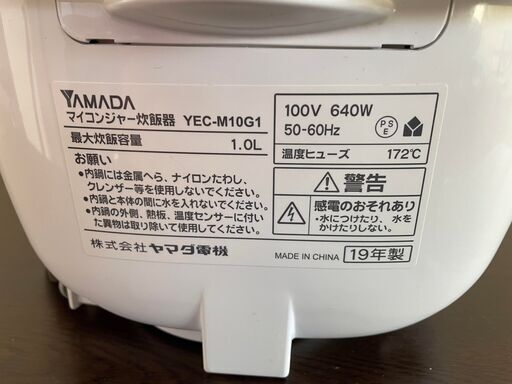 YAMADA
マイコンジャー炊飯器 YEC-M10G1
最大炊飯容量 1.0L
お願い
•内鍋には金属へら、ナイロンたわし、
クレンザー等を使用しないでください。
•内鍋と本体の間に水を入れないでください。
•内鍋の外側、熱板、温度センサーに付い
た異物は取り除いて使用してください。
株式会社ヤマダ電機
100V 640W
50-60Hz
PS
E
温度ヒューズ 172℃
警告
感電のおそれあり
•水につけたり、水を
かけたりしない。
MADE IN CHINA 19年製